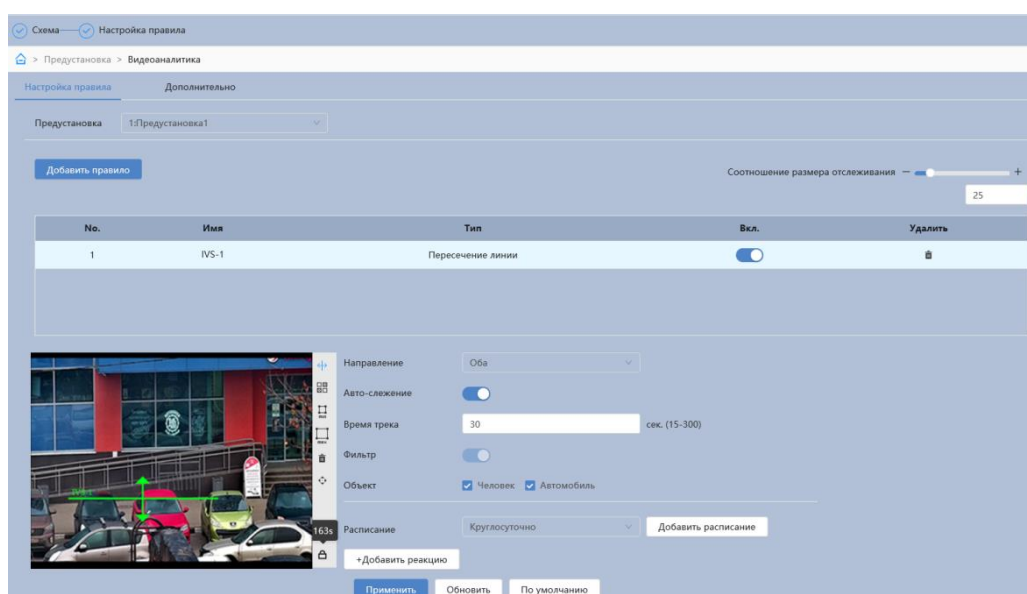 Схема Настройка правила
> Предустановка > Видеоаналитика
Настройка правила Дополнительно
Предустановка 1:Предустановка1
Добавить правило Соотношение размера отслеживания − +
25
No. Имя Тип Вкл. Удалить
1 IVS-1 Пересечение линии
Направление Оба
Авто-слежение
Время трека 30 сек. (15-300)
Фильтр
IVS-1
Объект Человек Автомобиль
163s Расписание Круглосуточно Добавить расписание
+Добавить реакцию
Применить Обновить По умолчанию